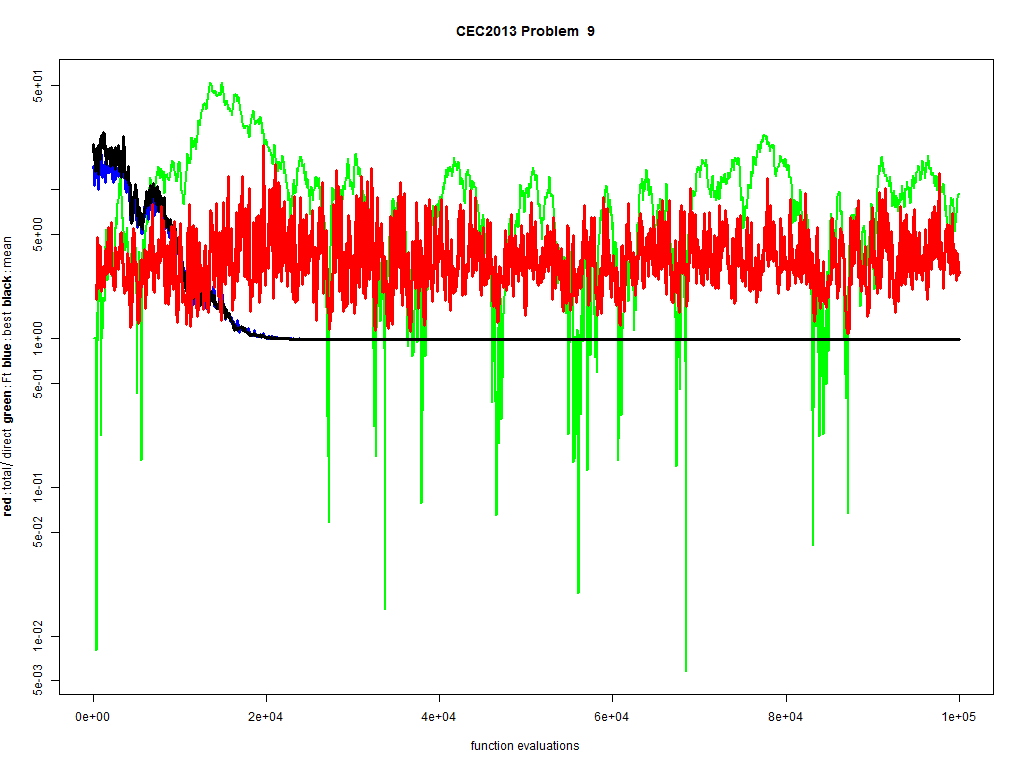 CEC2013 Problem 9
red : total/ direct green : Ft blue : best black : mean
5e+01
5e+00
1e+00
5e-01
1e-01
5e-02
1e-02
5e-03
0e+00 2e+04 4e+04 6e+04 8e+04 1e+05
function evaluations